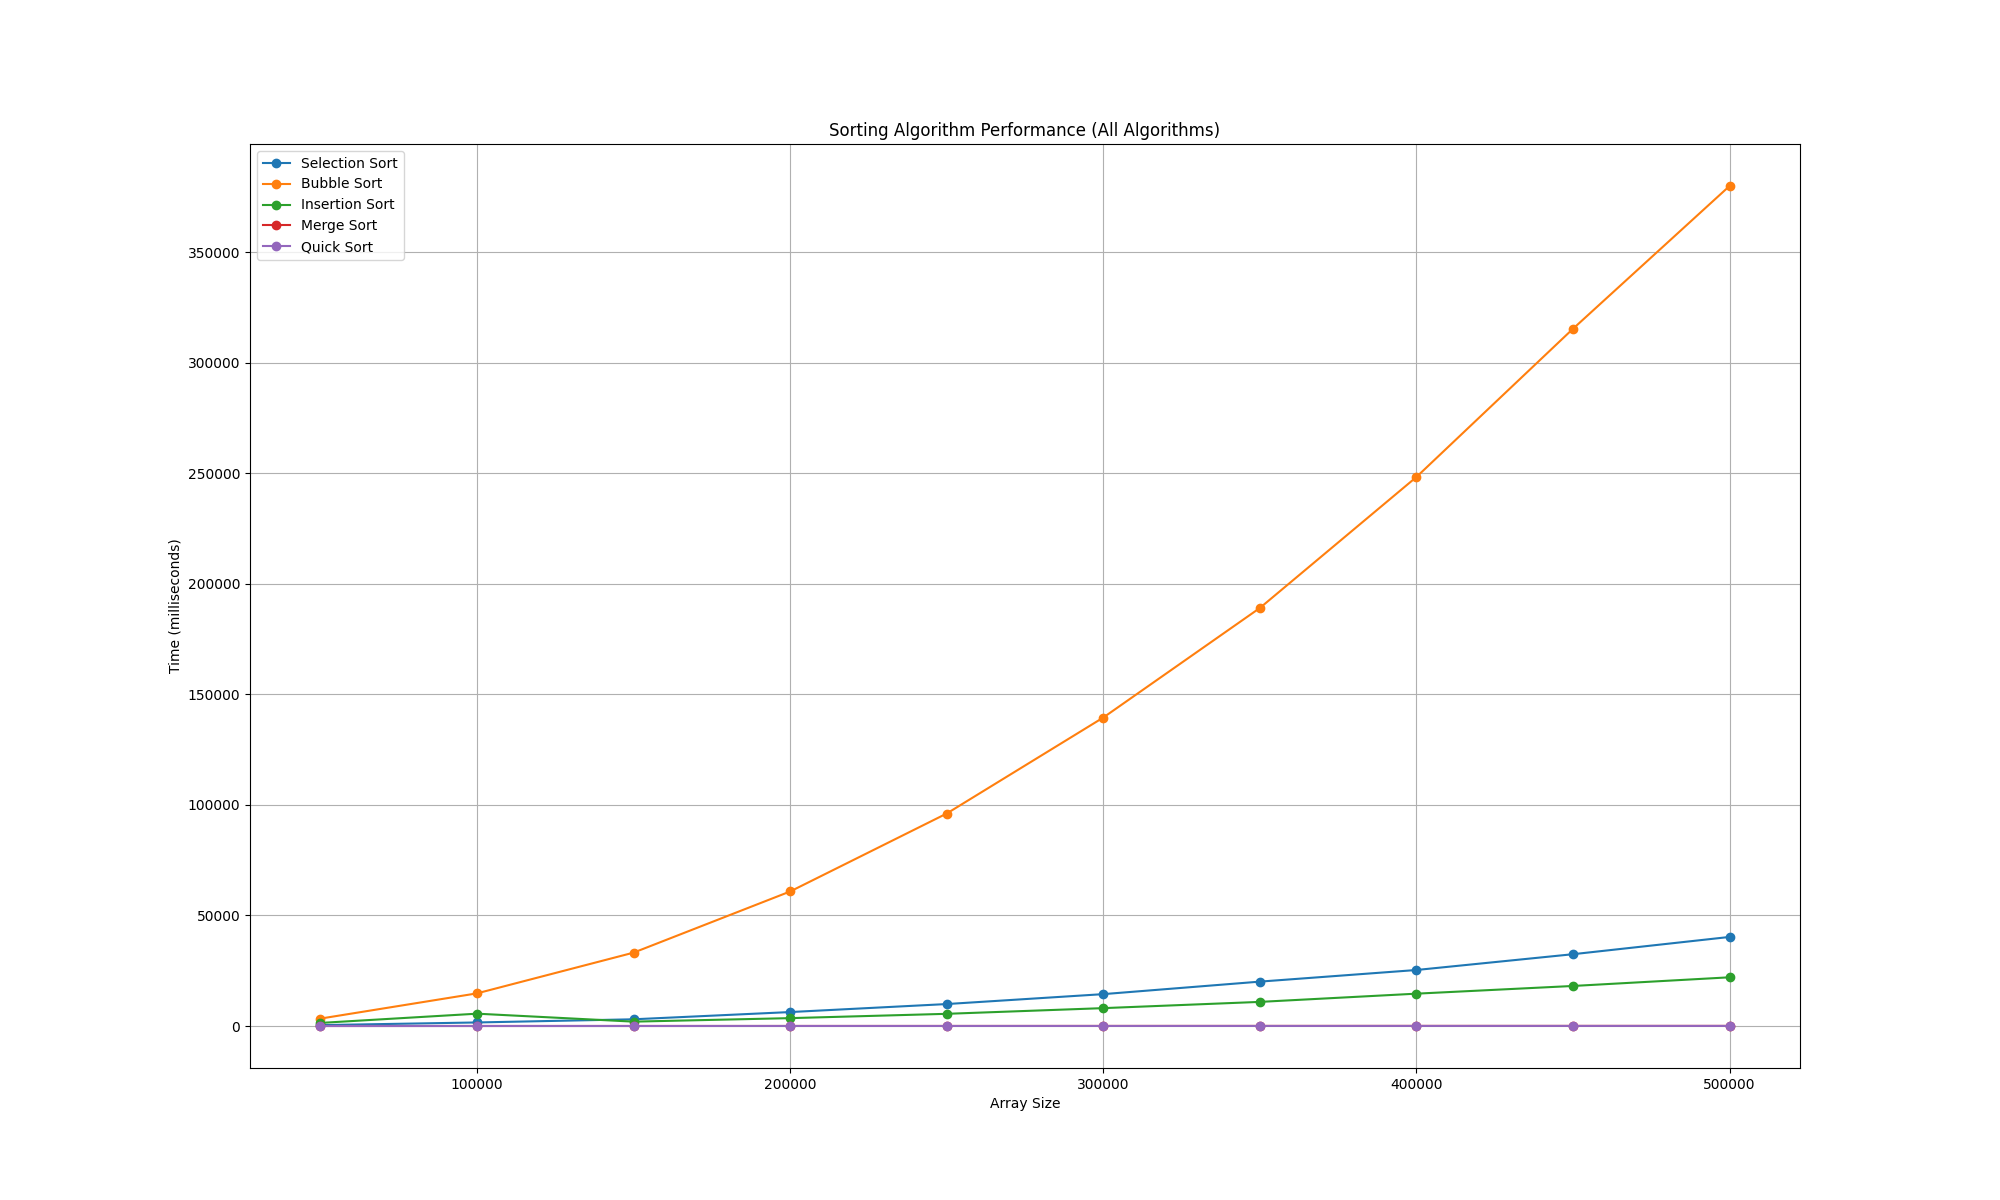 Sorting Algorithm Performance (All Algorithms)
Selection Sort
Bubble Sort
Insertion Sort
Merge Sort
Quick Sort
350000
300000
250000
200000
150000
100000
50000
0
Time (milliseconds)
100000
200000
300000
400000
500000
Array Size